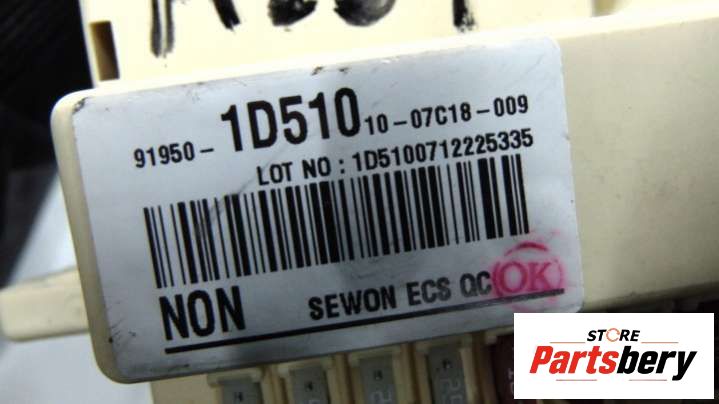 91950-1D510 10-07C18-009
LOT NO : 1D5100712225335
NON SEWON ECS QC OK
STORE
Partsbery